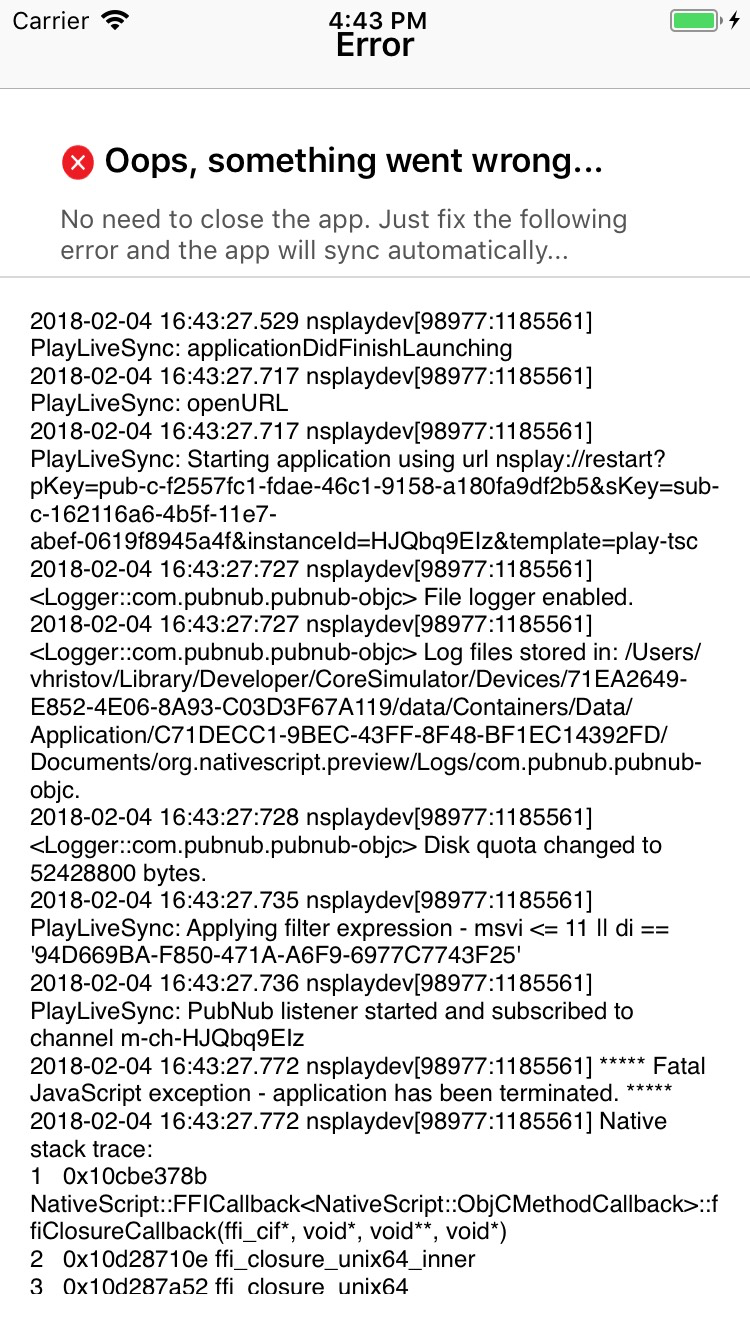 Carrier 4:43 PM
Error
Oops, something went wrong...
No need to close the app. Just fix the following
error and the app will sync automatically...
2018-02-04 16:43:27.529 nsplaydev[98977:1185561]
PlayLiveSync: applicationDidFinishLaunching
2018-02-04 16:43:27.717 nsplaydev[98977:1185561]
PlayLiveSync: openURL
2018-02-04 16:43:27.717 nsplaydev[98977:1185561]
PlayLiveSync: Starting application using url nsplay://restart?
pKey=pub-c-f2557fc1-fdae-46c1-9158-a180fa9df2b5&sKey=sub-
c-162116a6-4b5f-11e7-
abef-0619f8945a4f&instanceId=HJQbq9EIz&template=play-tsc
2018-02-04 16:43:27:727 nsplaydev[98977:1185561]
<Logger::com.pubnub.pubnub-objc> File logger enabled.
2018-02-04 16:43:27:727 nsplaydev[98977:1185561]
<Logger::com.pubnub.pubnub-objc> Log files stored in: /Users/
vhristov/Library/Developer/CoreSimulator/Devices/71EA2649-
E852-4E06-8A93-C03D3F67A119/data/Containers/Data/
Application/C71DECC1-9BEC-43FF-8F48-BF1EC14392FD/
Documents/org.nativescript.preview/Logs/com.pubnub.pubnub-
objc.
2018-02-04 16:43:27:728 nsplaydev[98977:1185561]
<Logger::com.pubnub.pubnub-objc> Disk quota changed to
52428800 bytes.
2018-02-04 16:43:27.735 nsplaydev[98977:1185561]
PlayLiveSync: Applying filter expression - msvi <= 11 || di ==
'94D669BA-F850-471A-A6F9-6977C7743F25'
2018-02-04 16:43:27.736 nsplaydev[98977:1185561]
PlayLiveSync: PubNub listener started and subscribed to
channel m-ch-HJQbq9EIz
2018-02-04 16:43:27.772 nsplaydev[98977:1185561] ***** Fatal
JavaScript exception - application has been terminated. *****
2018-02-04 16:43:27.772 nsplaydev[98977:1185561] Native
stack trace:
1 0x10cbe378b
NativeScript::FFICallback<NativeScript::ObjCMethodCallback>::f
fiClosureCallback(ffi_cif*, void*, void**, void*)
2 0x10d28710e ffi_closure_unix64_inner
3 0x10d287a52 ffi_closure_unix64